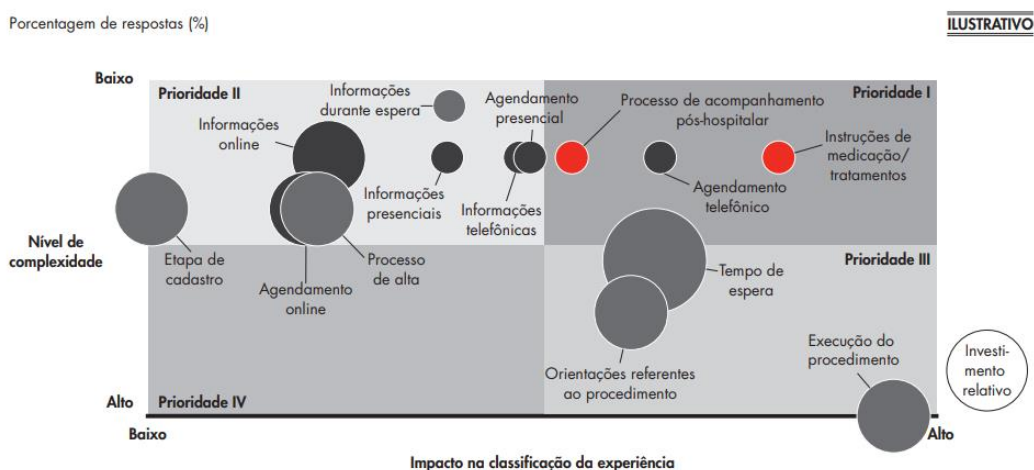 Porcentagem de respostas (%)
ILUSTRATIVO
Baixo
Prioridade II
Informações
durante espera
Agendamento
presencial
Processo de acompanhamento
pós-hospitalar
Prioridade I
Informações
online
Instruções de
medicação/
tratamentos
Informações
presenciais
Informações
telefônicas
Agendamento
telefônico
Nível de
complexidade
Etapa de
cadastro
Agendamento
online
Processo
de alta
Tempo de
espera
Prioridade III
Execução do
procedimento
Investi-
mento
relativo
Orientações referentes
ao procedimento
Alto
Prioridade IV
Baixo
Alto
Impacto na classificação da experiência